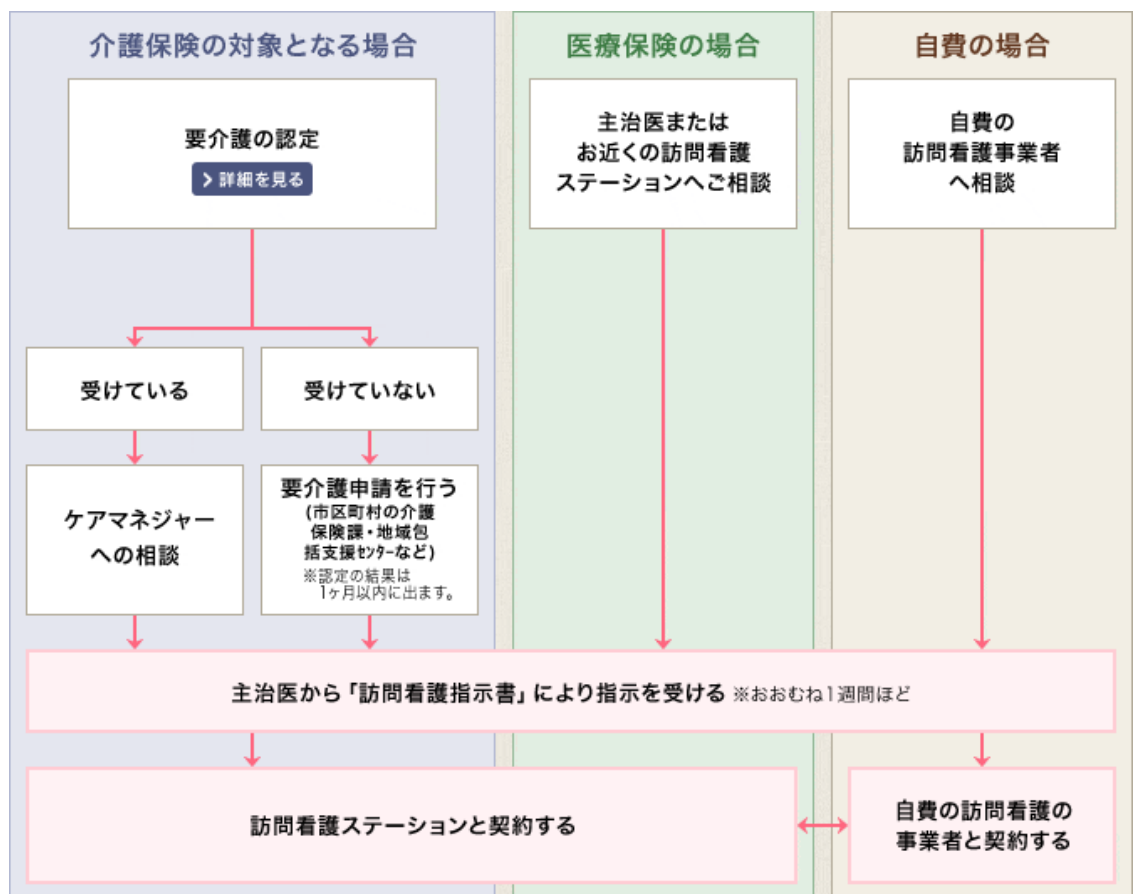 介護保険の対象となる場合
要介護の認定
詳細を見る
受けている
受けていない
ケアマネジャー
への相談
要介護申請を行う
(市区町村の介護
保険課・地域包
括支援ｾﾝﾀｰなど)
※認定の結果は
1ヶ月以内に出ます。
医療保険の場合
主治医または
お近くの訪問看護
ステーションへご相談
自費の場合
自費の
訪問看護事業者
へ相談
主治医から「訪問看護指示書」により指示を受ける ※おおむね1週間ほど
訪問看護ステーションと契約する
自費の訪問看護の
事業者と契約する